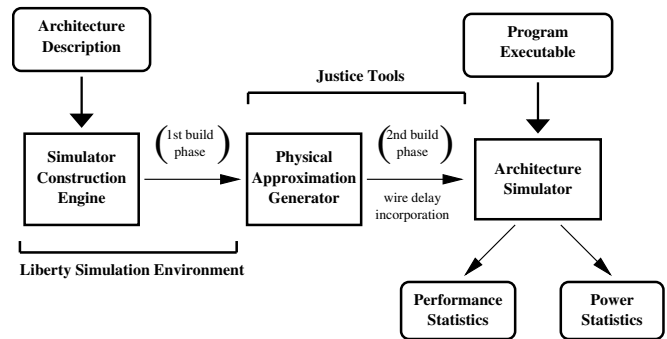 Architecture
Description
Program
Executable
Justice Tools
(1st build
phase)
(2nd build
phase)
Simulator
Construction
Engine
Physical
Approximation
Generator
wire delay
incorporation
Architecture
Simulator
Liberty Simulation Environment
Performance
Statistics
Power
Statistics